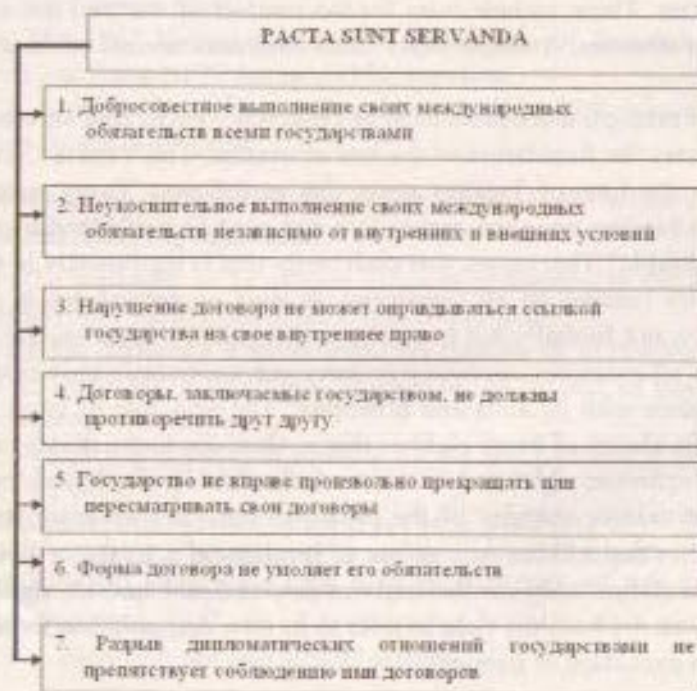 PACTA SUNT SERVANDA
1. Добросовестное выполнение своих международных
обязательств всеми государствами
2. Неукоснительное выполнение своих международных
обязательств независимо от внутренних и внешних условий
3. Нарушение договора не может оправдываться ссылкой
государства на свое внутреннее право
4. Договоры, заключаемые государством, не должны
противоречить друг другу
5. Государство не вправе произвольно прекращать или
пересматривать свои договоры
6. Форма договора не умоляет его обязательств
7. Разрыв дипломатических отношений государствами не
препятствует соблюдению ими договоров